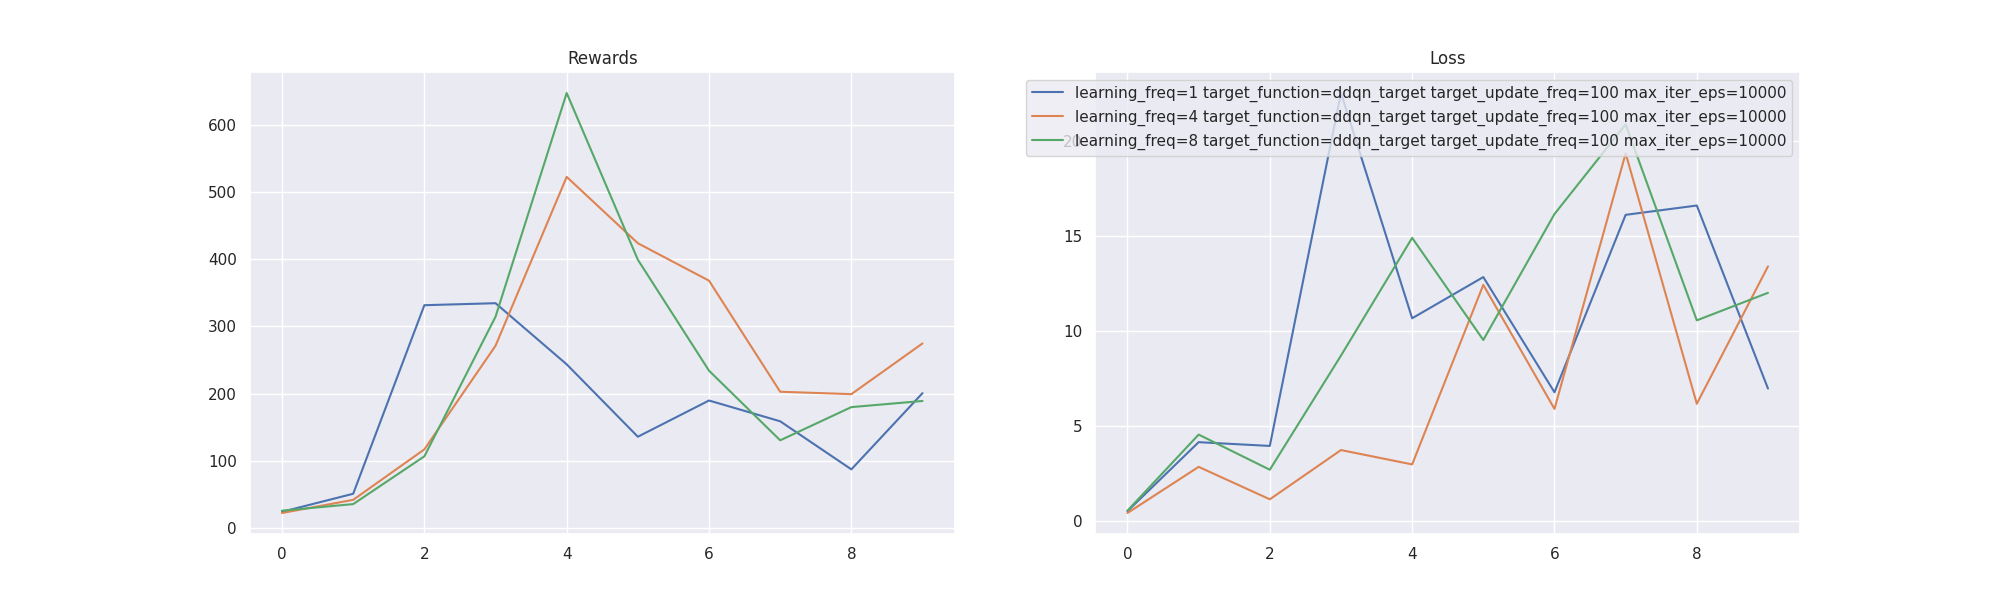 Rewards
600
500
400
300
200
100
0
0 2 4 6 8
Loss
learning_freq=1 target_function=ddqn_target target_update_freq=100 max_iter_eps=10000
learning_freq=4 target_function=ddqn_target target_update_freq=100 max_iter_eps=10000
learning_freq=8 target_function=ddqn_target target_update_freq=100 max_iter_eps=10000
20
15
10
5
0
0 2 4 6 8